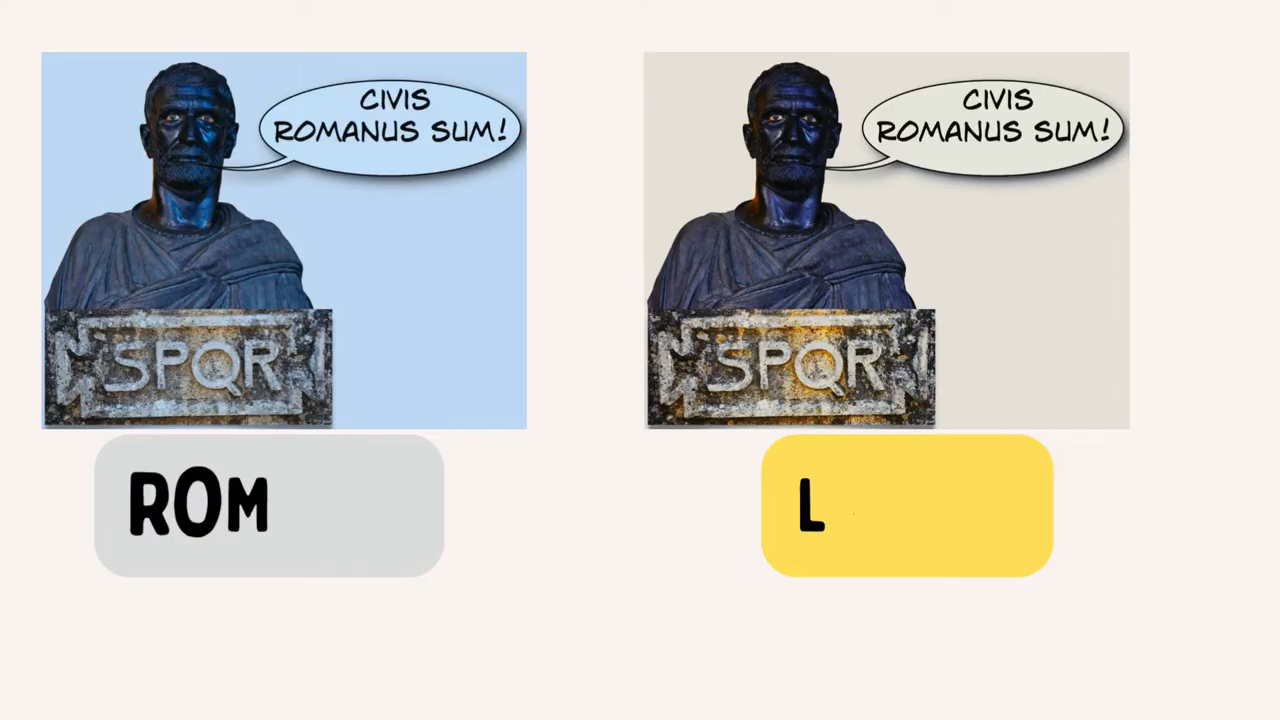 CIVIS
ROMANUS SUM!
SPQR
CIVIS
ROMANUS SUM!
SPQR
ROM
L